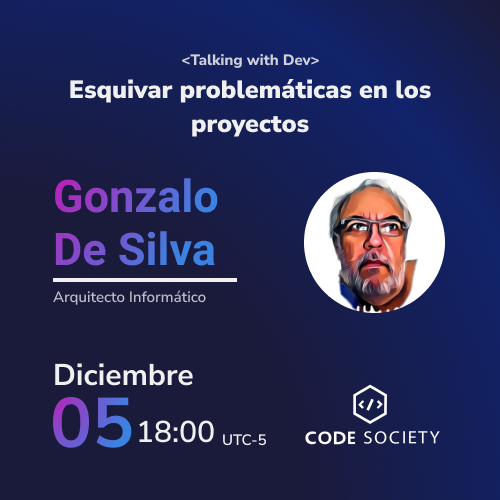 <Talking with Dev>
Esquivar problemáticas en los
proyectos
Gonzalo
De Silva
Arquitecto Informático
Diciembre
05 18:00 UTC-5
CODE SOCIETY